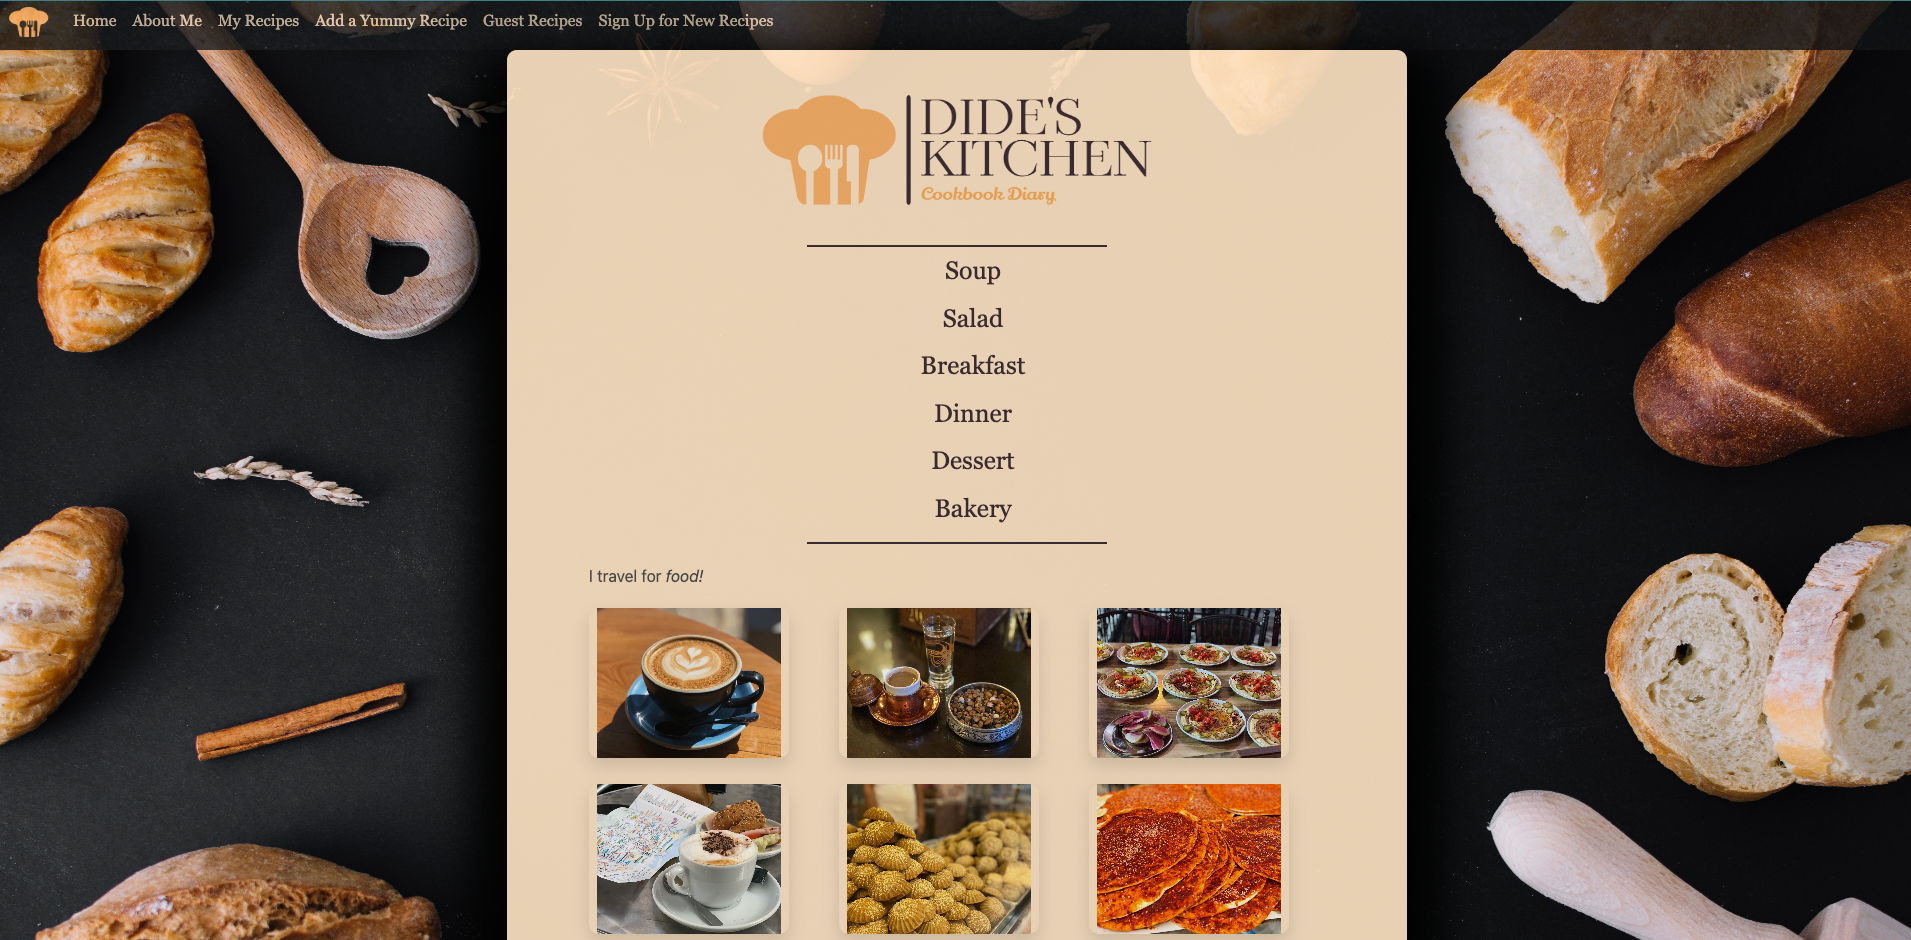 Home About Me My Recipes Add a Yummy Recipe Guest Recipes Sign Up for New Recipes
DIDE'S
KITCHEN
Cookbook Diary
Soup
Salad
Breakfast
Dinner
Dessert
Bakery
I travel for food!